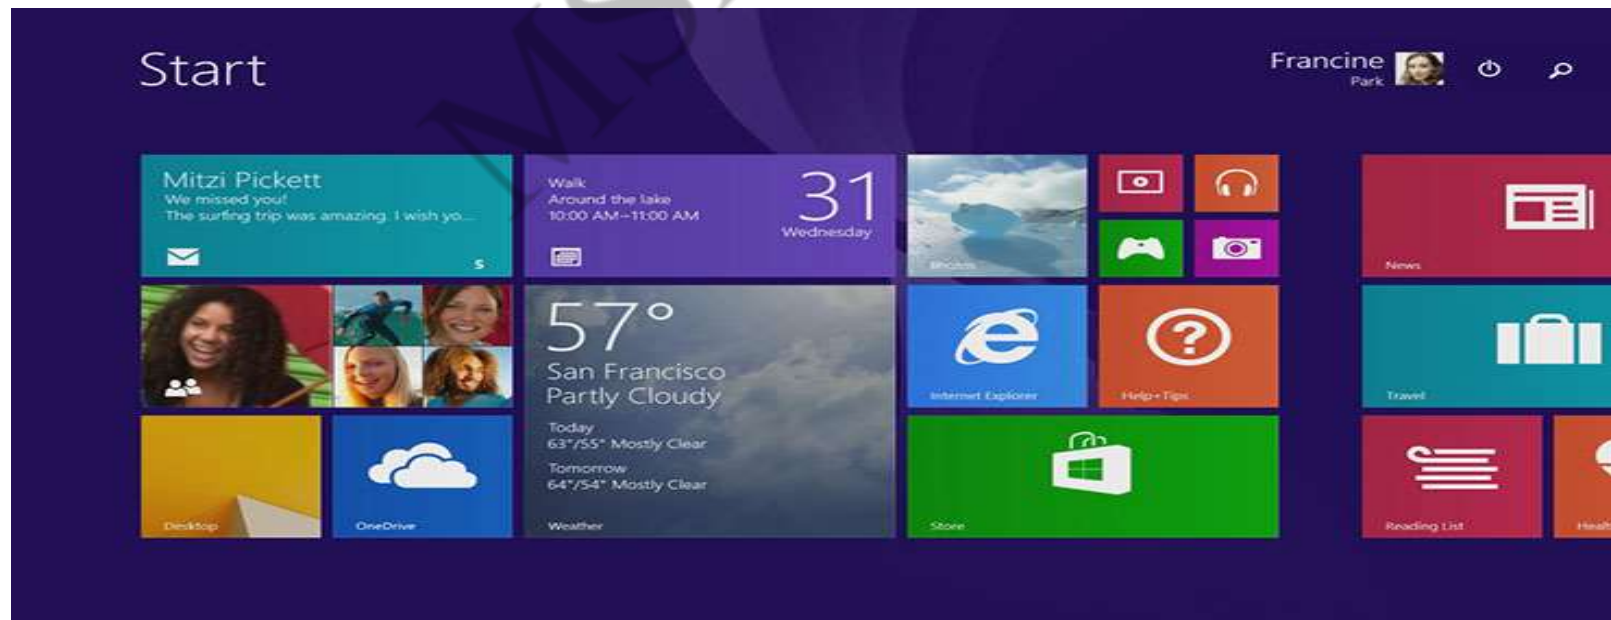 Start
Francine
Park
Mitzi Pickett
We missed you!
The surfing trip was amazing. I wish yo...
5
Walk
Around the lake
10:00 AM–11:00 AM
31
Wednesday
Photos
News
57°
San Francisco
Partly Cloudy
Today
63°/55° Mostly Clear
Tomorrow
64°/54° Mostly Clear
Weather
Internet Explorer
Help+Tips
Travel
Desktop
OneDrive
Store
Reading List
Healt
MS